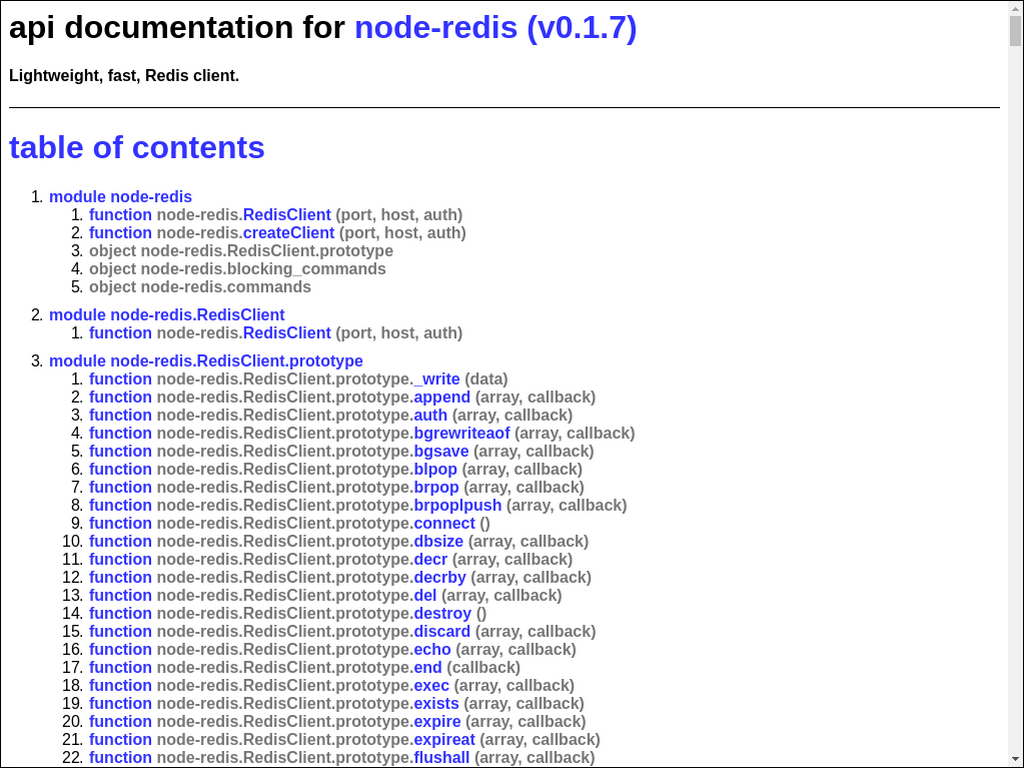 api documentation for node-redis (v0.1.7)
Lightweight, fast, Redis client.
table of contents
1. module node-redis
1. function node-redis.RedisClient (port, host, auth)
2. function node-redis.createClient (port, host, auth)
3. object node-redis.RedisClient.prototype
4. object node-redis.blocking_commands
5. object node-redis.commands
2. module node-redis.RedisClient
1. function node-redis.RedisClient (port, host, auth)
3. module node-redis.RedisClient.prototype
1. function node-redis.RedisClient.prototype._write (data)
2. function node-redis.RedisClient.prototype.append (array, callback)
3. function node-redis.RedisClient.prototype.auth (array, callback)
4. function node-redis.RedisClient.prototype.bgrewriteaof (array, callback)
5. function node-redis.RedisClient.prototype.bgsave (array, callback)
6. function node-redis.RedisClient.prototype.blpop (array, callback)
7. function node-redis.RedisClient.prototype.brpop (array, callback)
8. function node-redis.RedisClient.prototype.brpoplpush (array, callback)
9. function node-redis.RedisClient.prototype.connect ()
10. function node-redis.RedisClient.prototype.dbsize (array, callback)
11. function node-redis.RedisClient.prototype.decr (array, callback)
12. function node-redis.RedisClient.prototype.decrby (array, callback)
13. function node-redis.RedisClient.prototype.del (array, callback)
14. function node-redis.RedisClient.prototype.destroy ()
15. function node-redis.RedisClient.prototype.discard (array, callback)
16. function node-redis.RedisClient.prototype.echo (array, callback)
17. function node-redis.RedisClient.prototype.end (callback)
18. function node-redis.RedisClient.prototype.exec (array, callback)
19. function node-redis.RedisClient.prototype.exists (array, callback)
20. function node-redis.RedisClient.prototype.expire (array, callback)
21. function node-redis.RedisClient.prototype.expireat (array, callback)
22. function node-redis.RedisClient.prototype.flushall (array, callback)